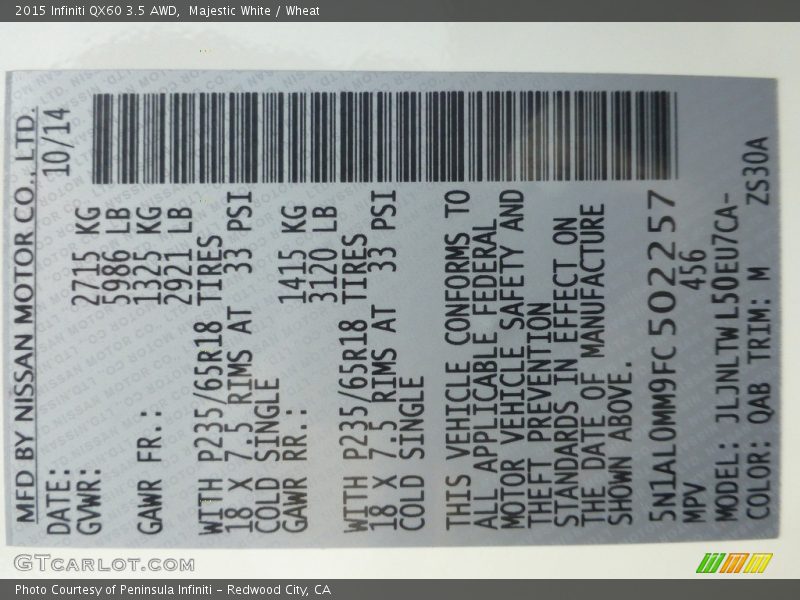 2015 Infiniti QX60 3.5 AWD, Majestic White / Wheat
MFD BY NISSAN MOTOR CO., LTD.
DATE: 10/14
GVWR: 2715 KG
5986 LB
GAWR FR.: 1325 KG
2921 LB
WITH P235/65R18 TIRES
18 X 7.5 RIMS AT 33 PSI
COLD SINGLE
GAWR RR.: 1415 KG
3120 LB
WITH P235/65R18 TIRES
18 X 7.5 RIMS AT 33 PSI
COLD SINGLE
THIS VEHICLE CONFORMS TO
ALL APPLICABLE FEDERAL
MOTOR VEHICLE SAFETY AND
THEFT PREVENTION
STANDARDS IN EFFECT ON
THE DATE OF MANUFACTURE
SHOWN ABOVE.
5N1AL0MM9FC502257
MPV 456
MODEL: JLJNLTWL50EU7CA-
COLOR: QAB TRIM: M ZS30A
GTCARLOT.COM
Photo Courtesy of Peninsula Infiniti - Redwood City, CA